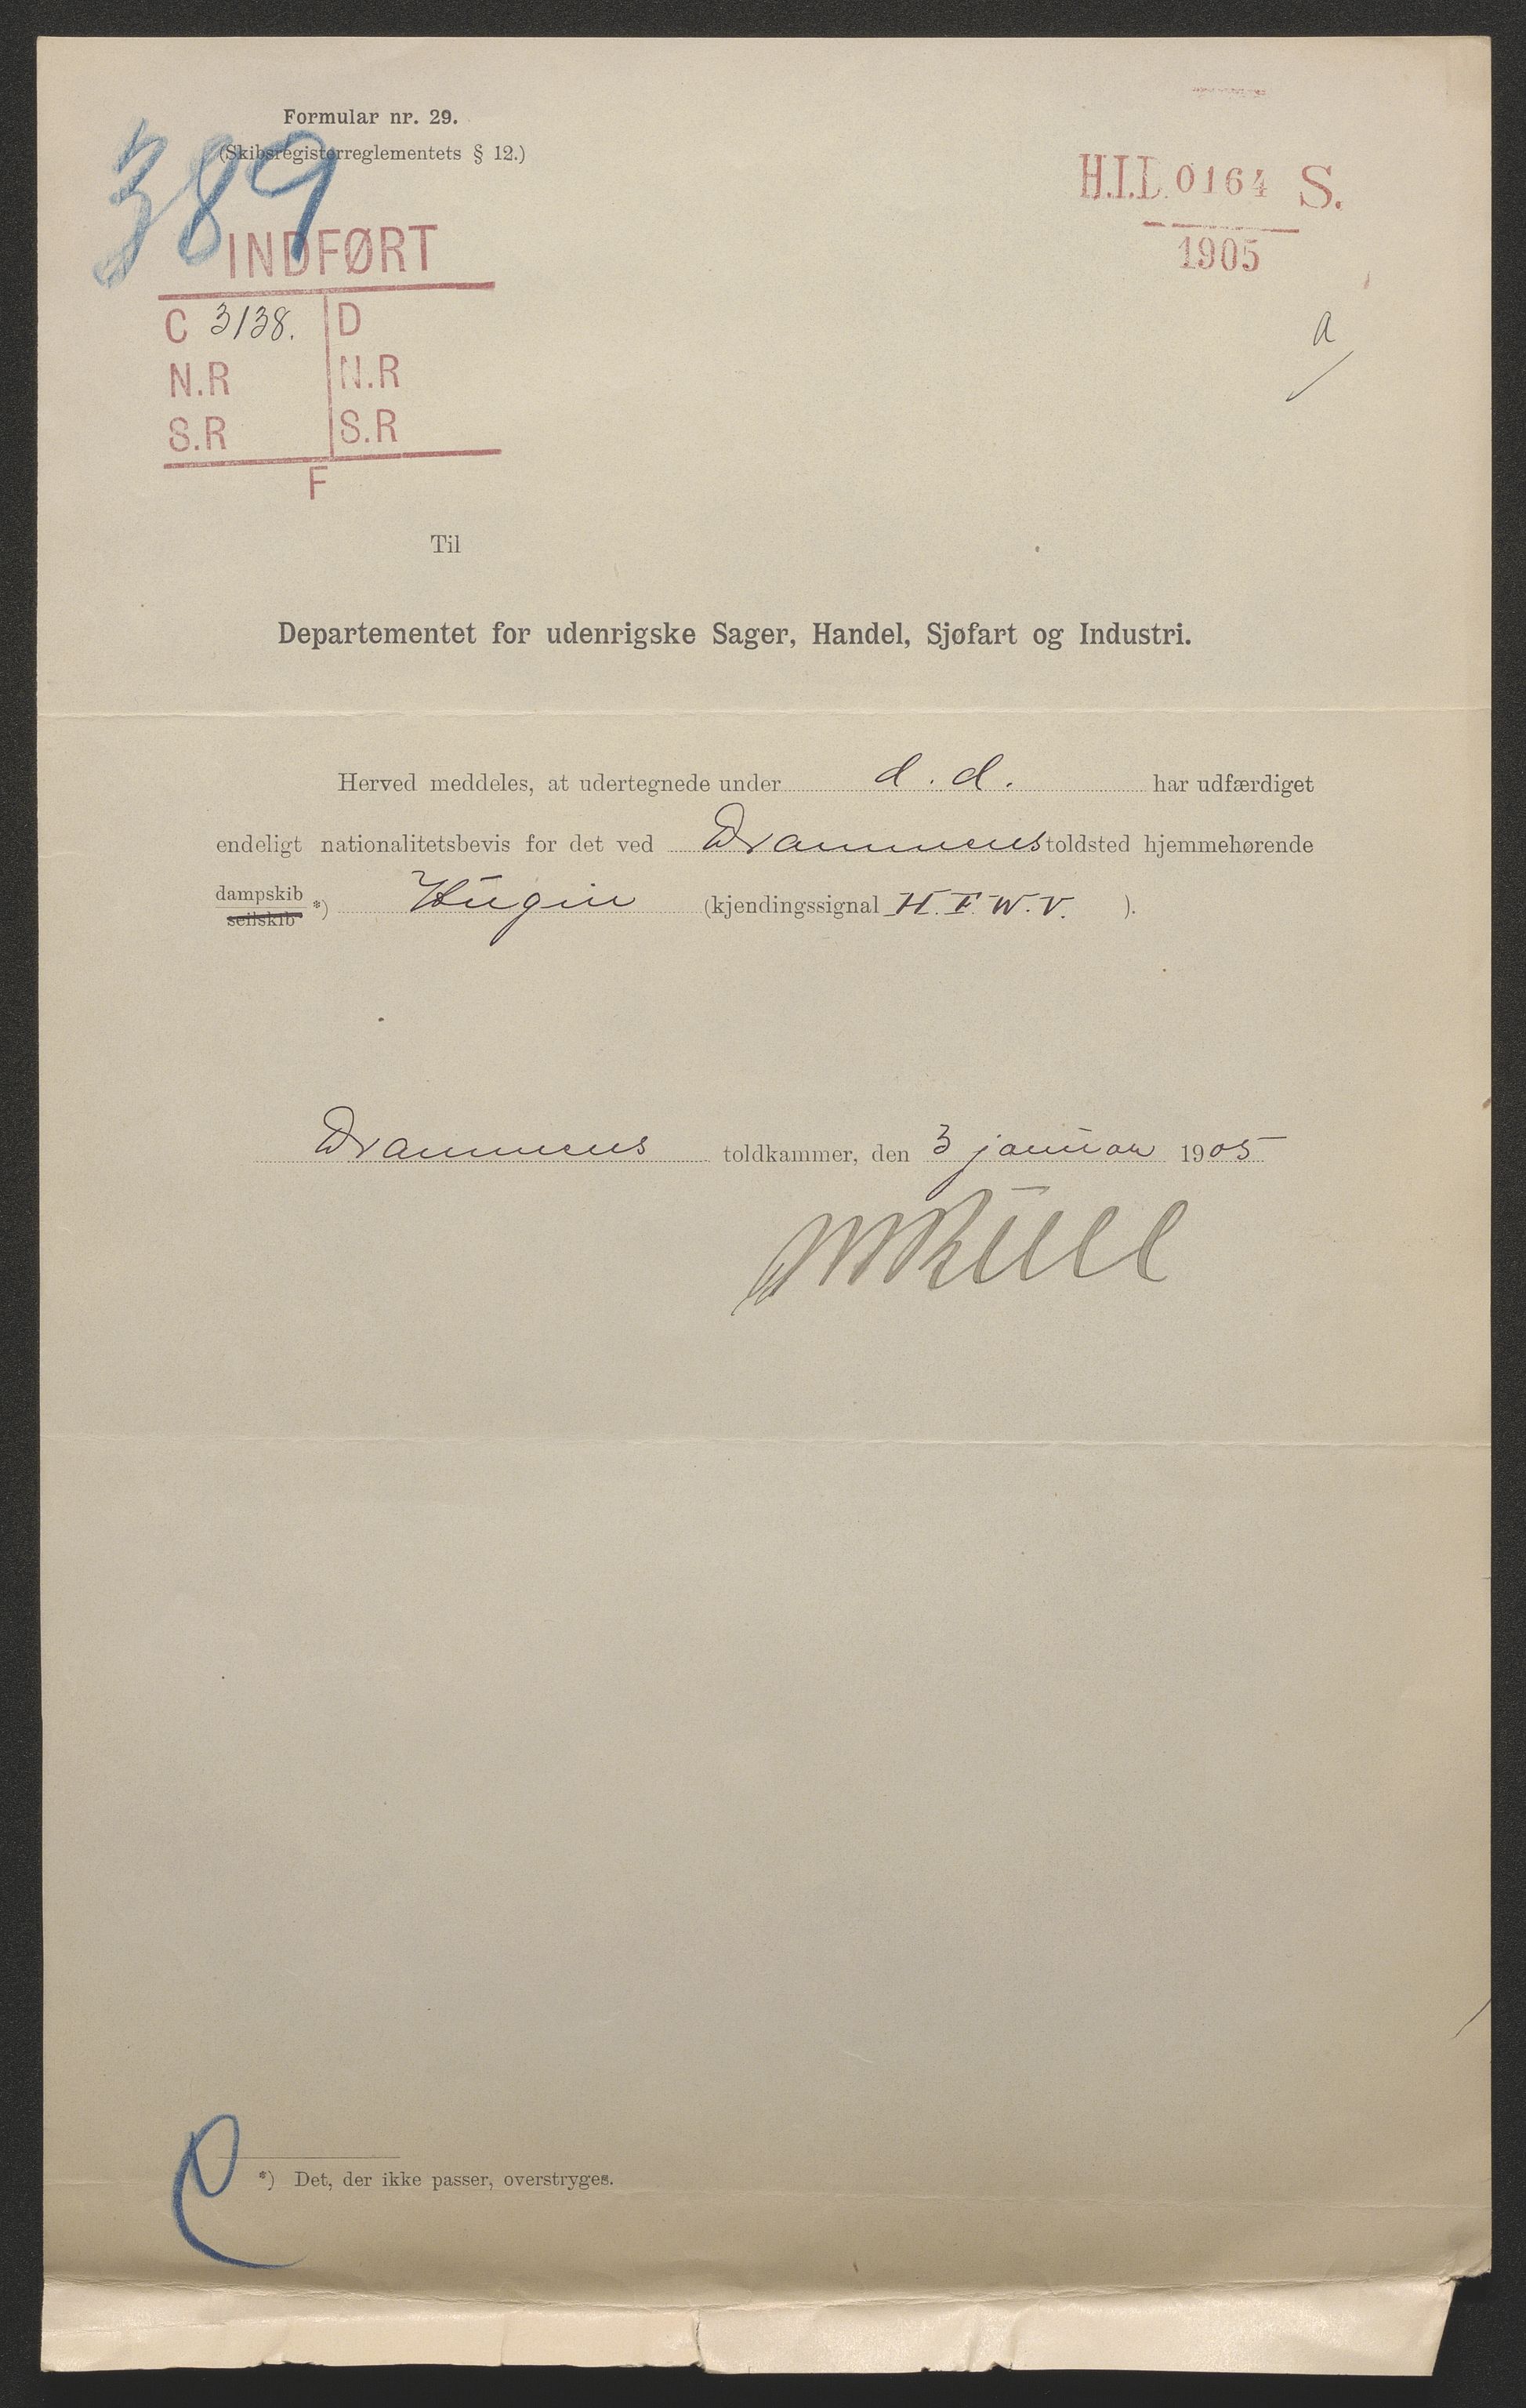 Formular nr. 29.
(Skibsregisterreglementets § 12.)
389
H.I.D. 0164 S.
1905
INDFØRT
C 3138. D
N.R N.R
S.R S.R
F
a
Til
Departementet for udenrigske Sager, Handel, Sjøfart og Industri.
Herved meddeles, at udertegnede under d. d. har udfærdiget
endeligt nationalitetsbevis for det ved Drammens toldsted hjemmehørende
dampskib
seilskib *) Hugin (kjendingssignal H. F. W. V. ).
Drammens toldkammer, den 3 januar 1905
*) Det, der ikke passer, overstryges.